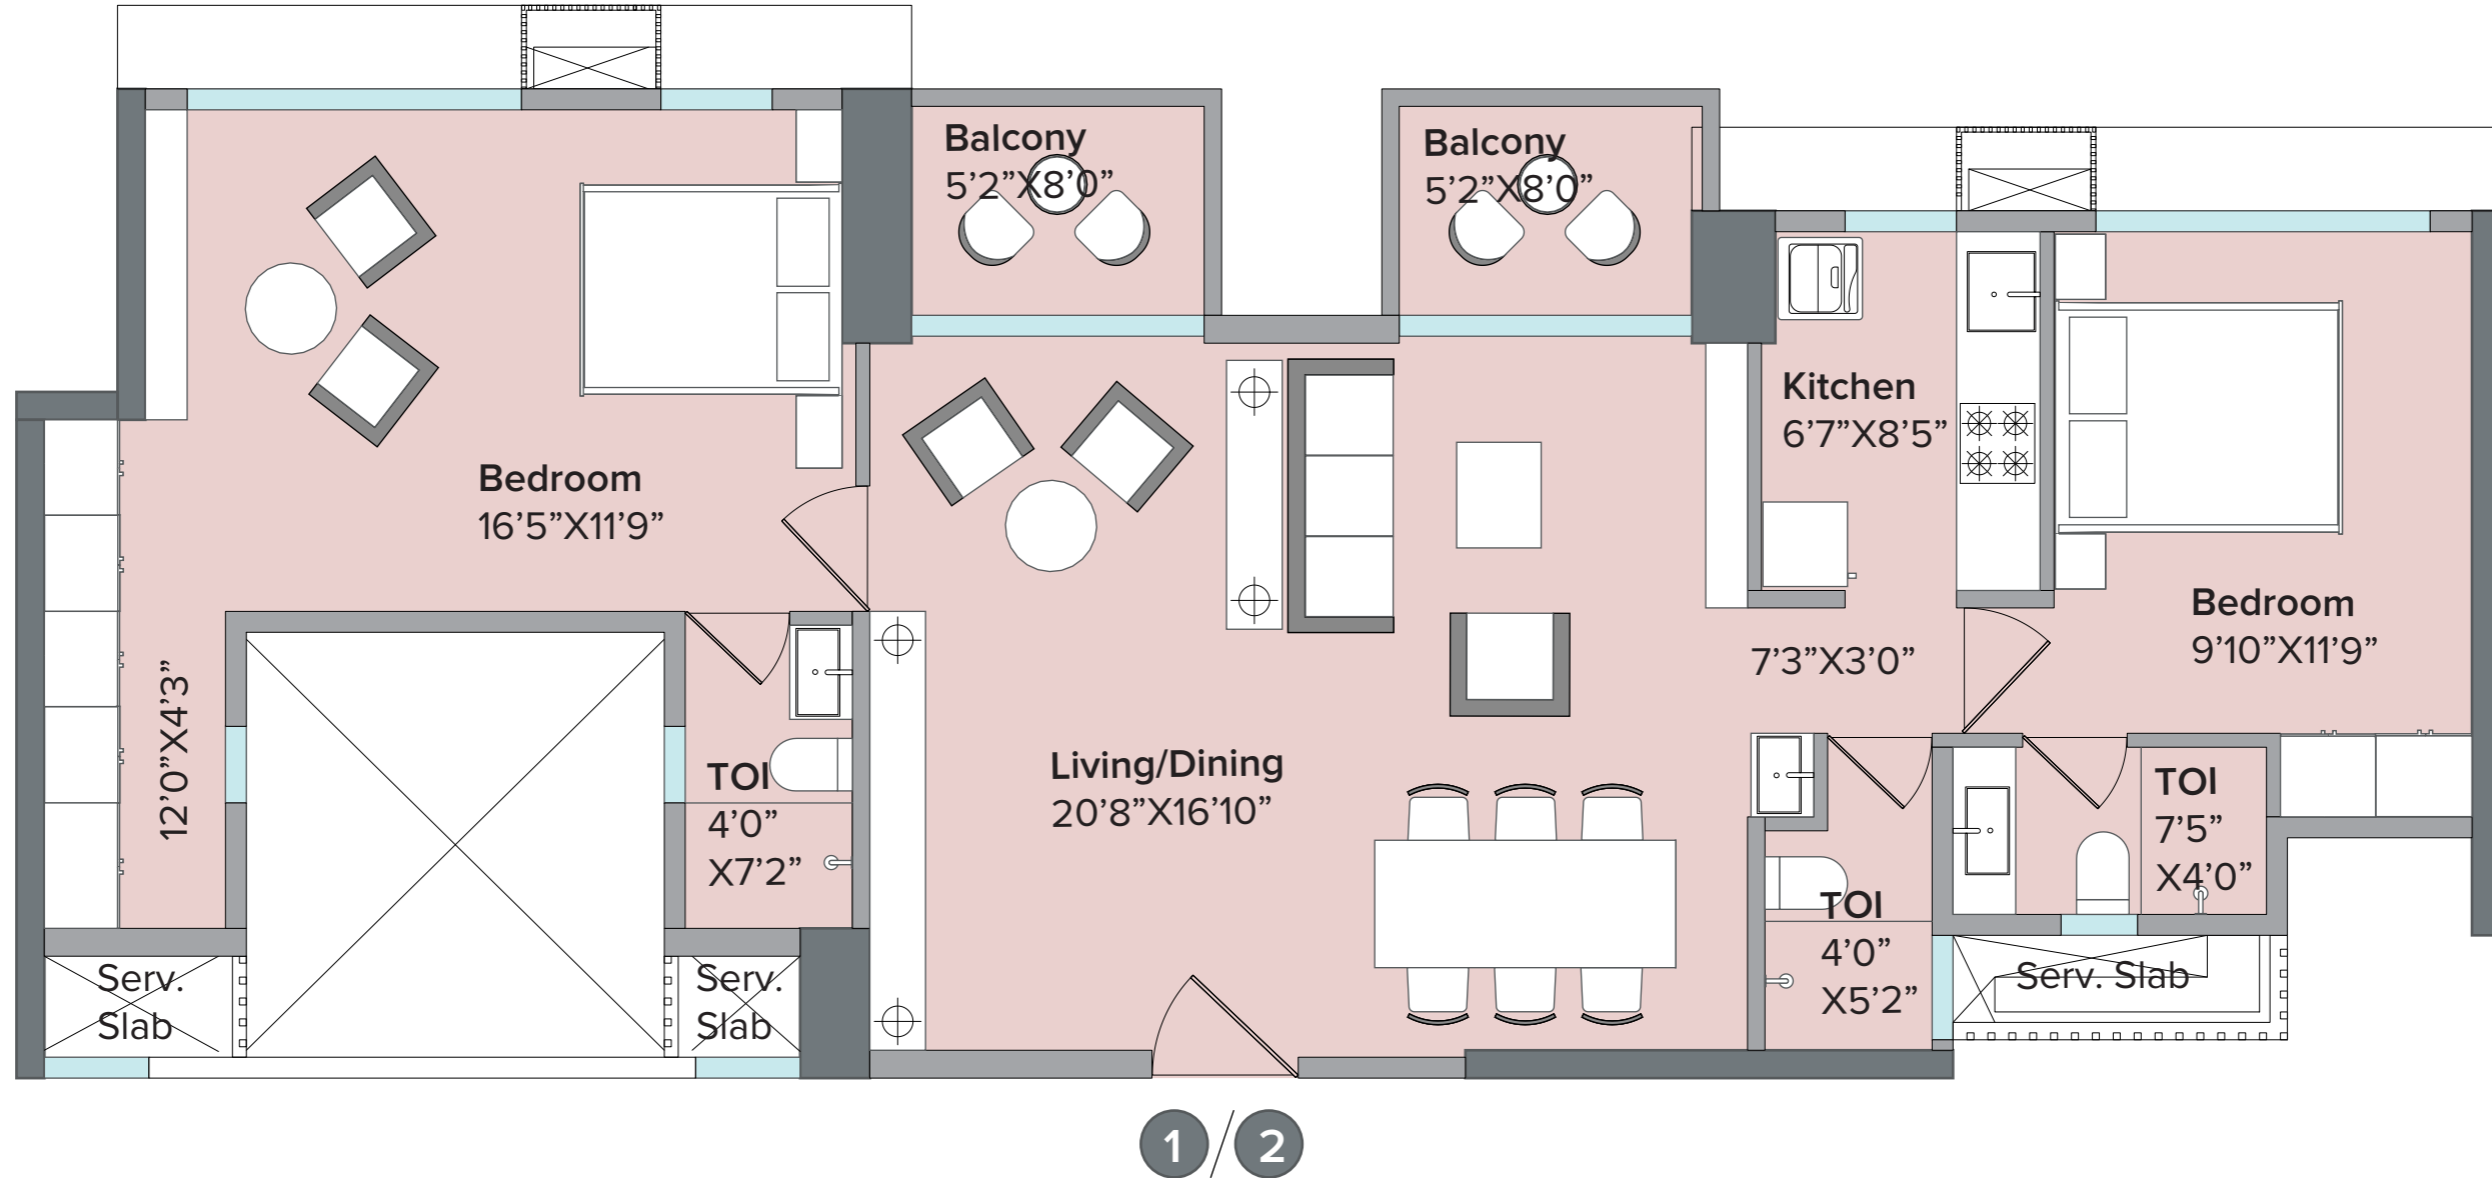 Balcony
5’2”X8’0”
Balcony
5’2”X8’0”
Bedroom
16’5”X11’9”
Kitchen
6’7”X8’5”
Bedroom
9’10”X11’9”
7’3”X3’0”
12’0”X4’3”
TOI
4’0”
X7’2”
Living/Dining
20’8”X16’10”
TOI
7’5”
X4’0”
TOI
4’0”
X5’2”
Serv.
Slab
Serv.
Slab
Serv. Slab
1/2